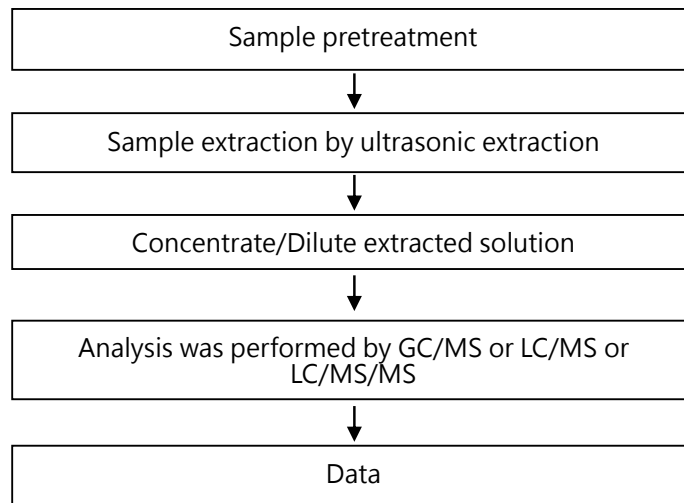 Sample pretreatment
Sample extraction by ultrasonic extraction
Concentrate/Dilute extracted solution
Analysis was performed by GC/MS or LC/MS or
LC/MS/MS
Data